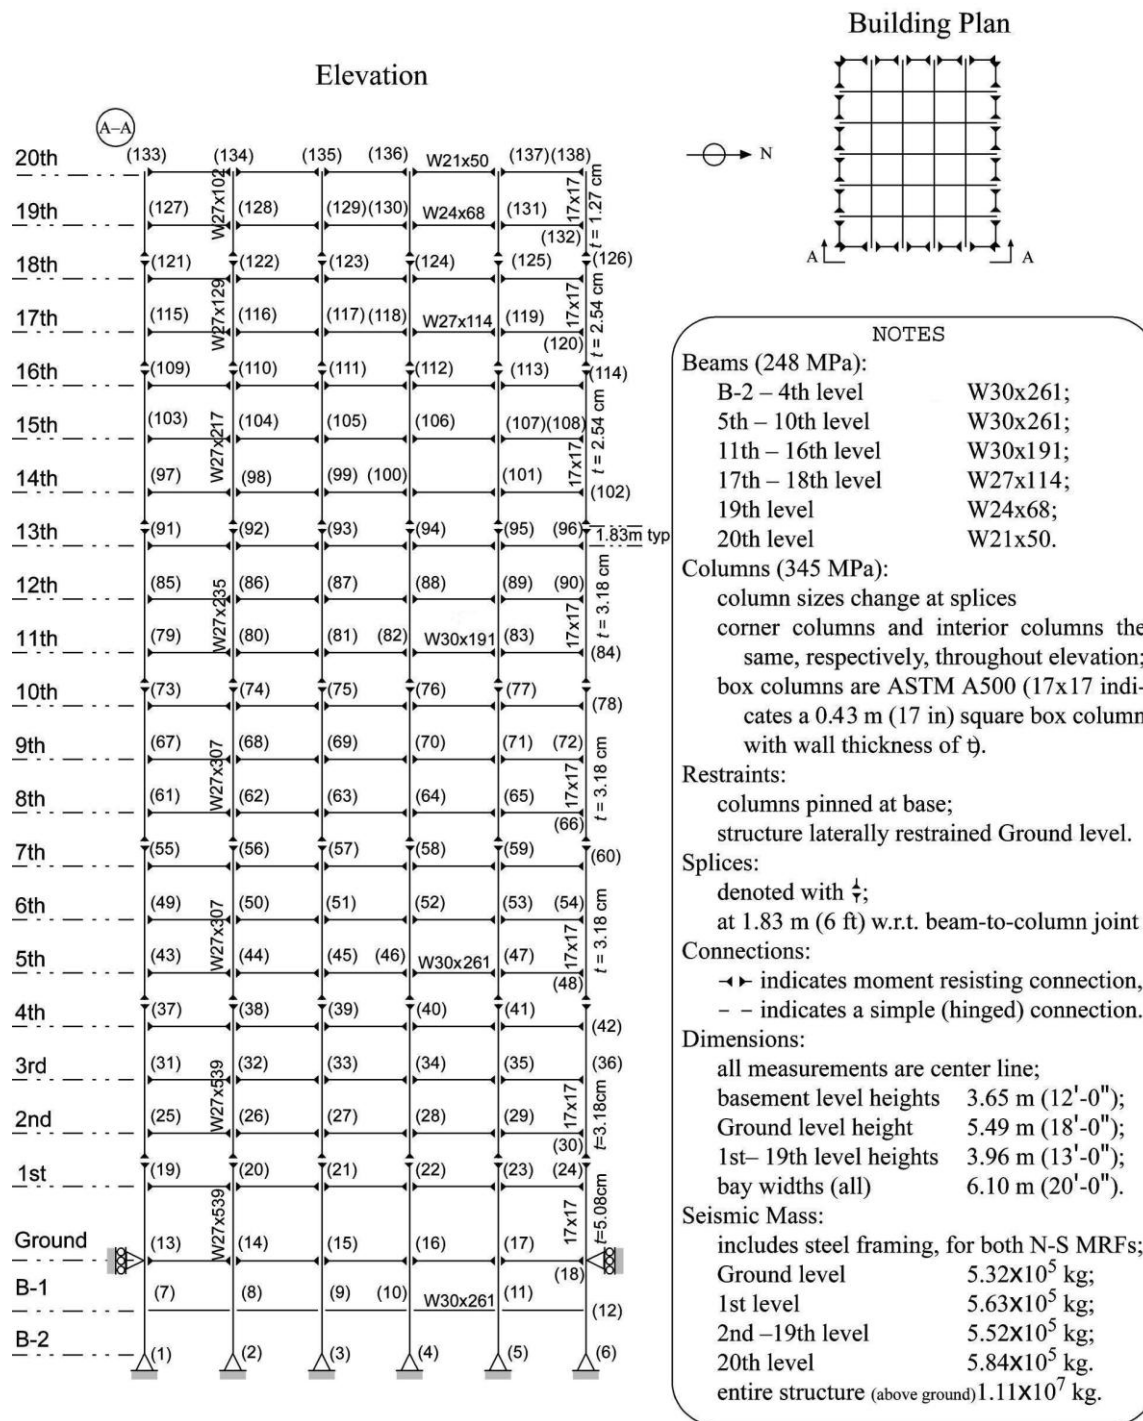 Building Plan
Elevation
A–A
N
A A
20th (133) (134) (135) (136) W21x50 (137)(138)
W27x102 17x17 t = 1.27 cm
19th (127) (128) (129)(130) W24x68 (131) (132)
18th (121) (122) (123) (124) (125) (126)
W27x129 17x17 t = 2.54 cm
17th (115) (116) (117)(118) W27x114 (119) (120)
16th (109) (110) (111) (112) (113) (114)
15th (103) (104) (105) (106) (107)(108)
W27x217 17x17 t = 2.54 cm
14th (97) (98) (99) (100) (101) (102)
13th (91) (92) (93) (94) (95) (96) 1.83m typ
12th (85) (86) (87) (88) (89) (90)
W27x235 17x17 t = 3.18 cm
11th (79) (80) (81) (82) W30x191 (83) (84)
10th (73) (74) (75) (76) (77) (78)
9th (67) (68) (69) (70) (71) (72)
W27x307 17x17 t = 3.18 cm
8th (61) (62) (63) (64) (65) (66)
7th (55) (56) (57) (58) (59) (60)
6th (49) (50) (51) (52) (53) (54)
W27x307 17x17 t = 3.18 cm
5th (43) (44) (45) (46) W30x261 (47) (48)
4th (37) (38) (39) (40) (41) (42)
3rd (31) (32) (33) (34) (35) (36)
W27x539 17x17 t=3.18cm
2nd (25) (26) (27) (28) (29) (30)
1st (19) (20) (21) (22) (23) (24)
W27x539 17x17 t=5.08cm
Ground (13) (14) (15) (16) (17) (18)
B-1 (7) (8) (9) (10) W30x261 (11) (12)
B-2 (1) (2) (3) (4) (5) (6)
NOTES
Beams (248 MPa):
B-2 – 4th level W30x261;
5th – 10th level W30x261;
11th – 16th level W30x191;
17th – 18th level W27x114;
19th level W24x68;
20th level W21x50.
Columns (345 MPa):
column sizes change at splices
corner columns and interior columns the
same, respectively, throughout elevation;
box columns are ASTM A500 (17x17 indi-
cates a 0.43 m (17 in) square box column
with wall thickness of t).
Restraints:
columns pinned at base;
structure laterally restrained Ground level.
Splices:
denoted with ;
at 1.83 m (6 ft) w.r.t. beam-to-column joint
Connections:
indicates moment resisting connection,
– – indicates a simple (hinged) connection.
Dimensions:
all measurements are center line;
basement level heights 3.65 m (12'-0");
Ground level height 5.49 m (18'-0");
1st– 19th level heights 3.96 m (13'-0");
bay widths (all) 6.10 m (20'-0").
Seismic Mass:
includes steel framing, for both N-S MRFs;
Ground level 5.32X10⁵ kg;
1st level 5.63X10⁵ kg;
2nd –19th level 5.52X10⁵ kg;
20th level 5.84X10⁵ kg.
entire structure (above ground) 1.11X10⁷ kg.